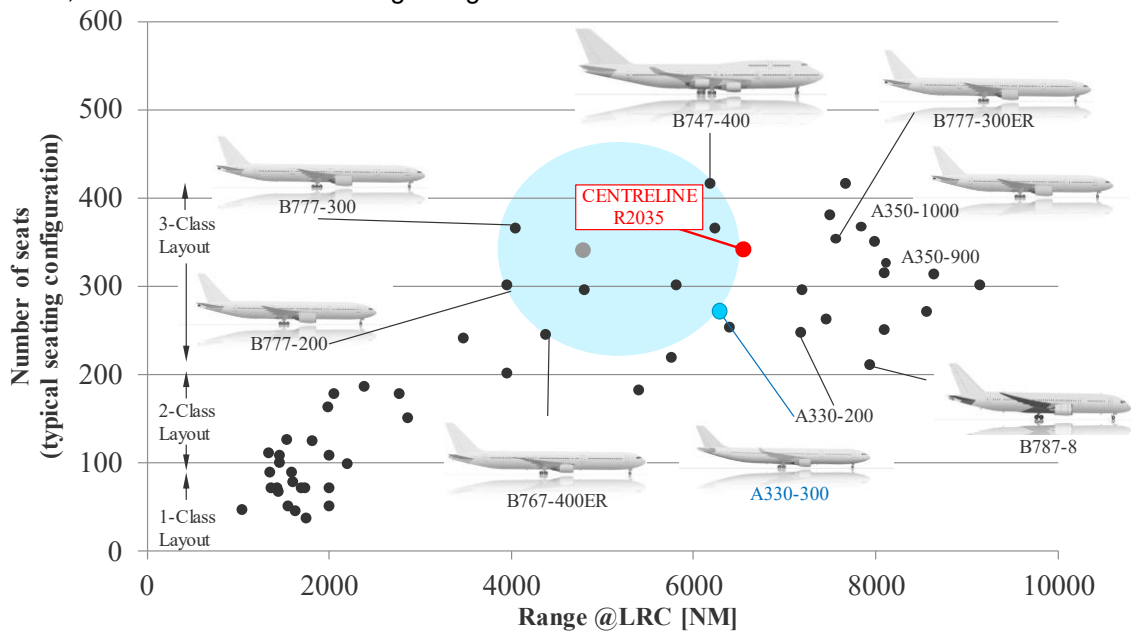 600
500
400
300
200
100
0
0
2000
4000
6000
8000
10000
Number of seats
((typical seating configuration)
Range @LRC [NM]
3-Class
Layout
2-Class
Layout
1-Class
Layout
B747-400
B777-300ER
B777-300
CENTRELINE
R2035
A350-1000
A350-900
B777-200
A330-200
B787-8
B767-400ER
A330-300